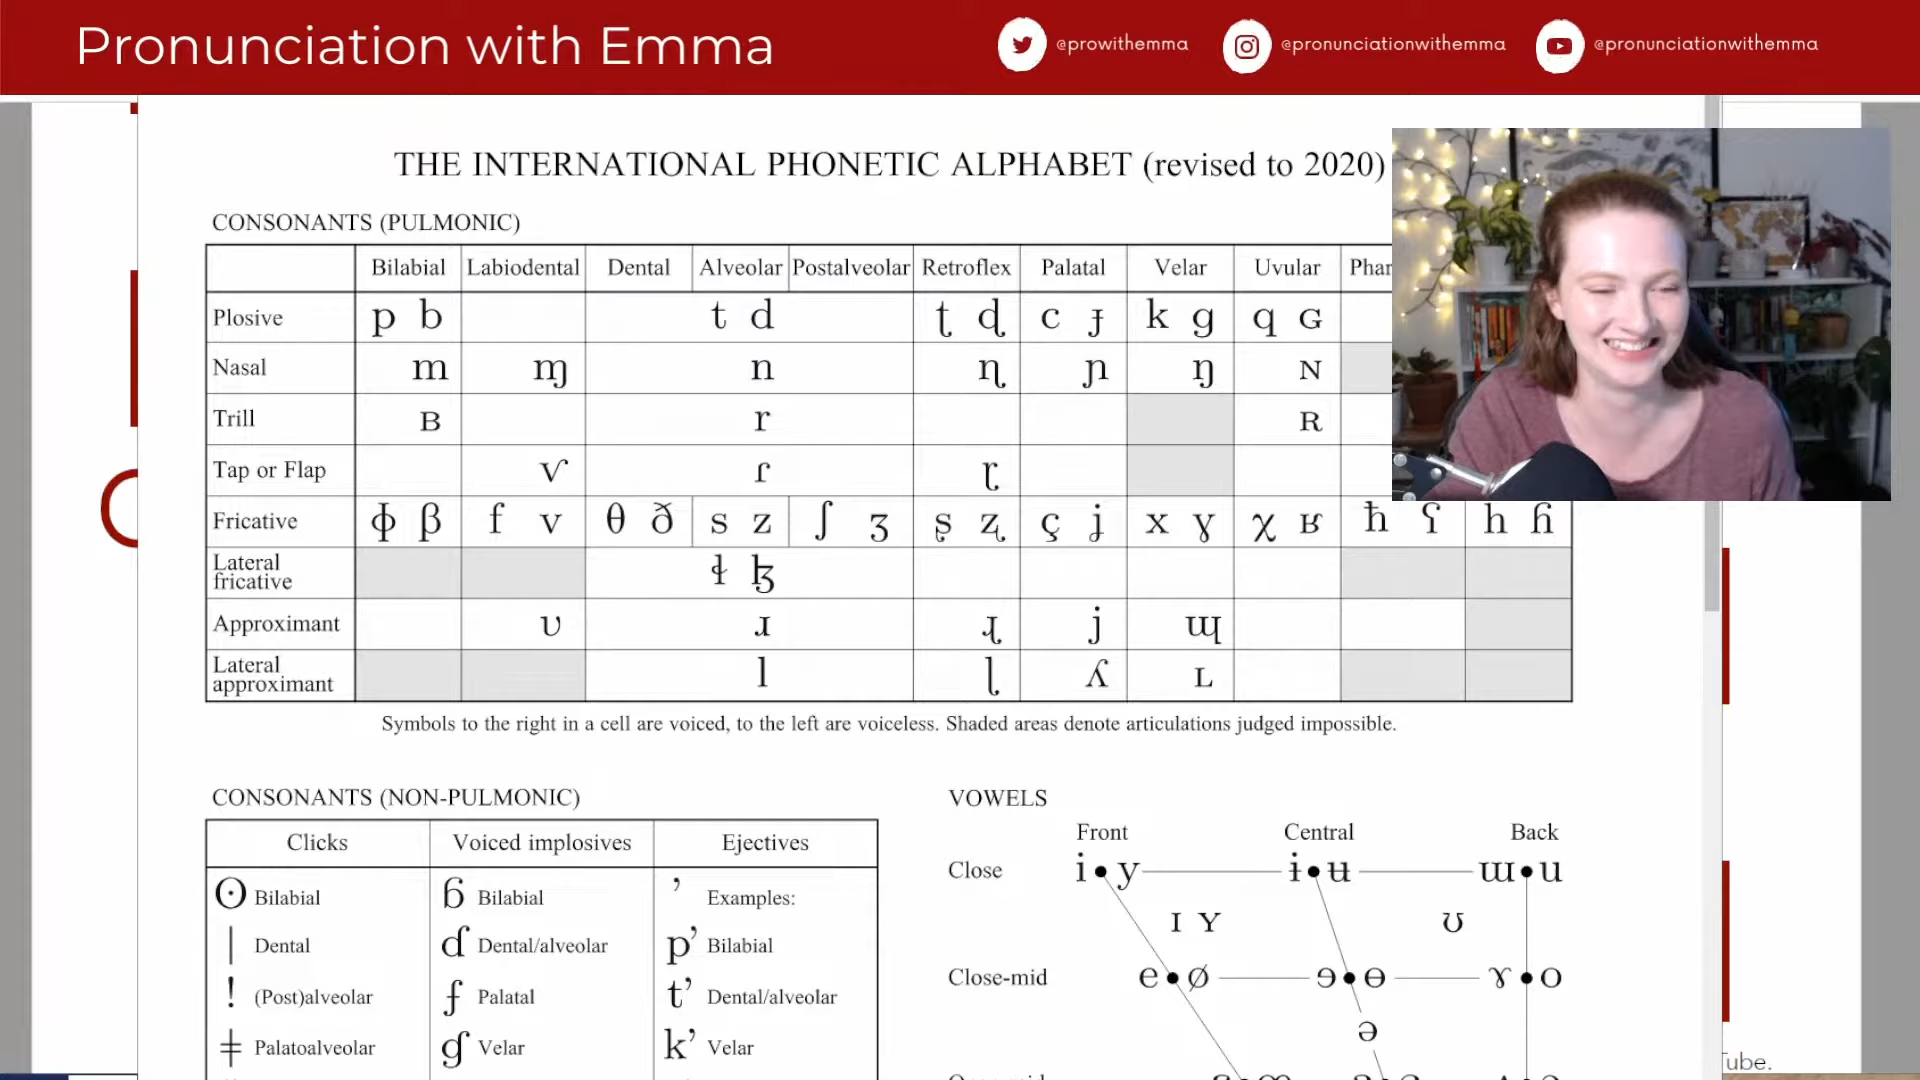 Pronunciation with Emma
@prowithemma
@pronunciationwithemma
@pronunciationwithemma
THE INTERNATIONAL PHONETIC ALPHABET (revised to 2020)
CONSONANTS (PULMONIC)
Bilabial Labiodental Dental Alveolar Postalveolar Retroflex Palatal Velar Uvular
Plosive p b t d ʈ ɖ c ɟ k ɡ q ɢ
Nasal m ɱ n ɳ ɲ ŋ ɴ
Trill ʙ r ʀ
Tap or Flap ⱱ ɾ ɽ
Fricative ɸ β f v θ ð s z ʃ ʒ ʂ ʐ ç ʝ x ɣ χ ʁ ħ ʕ h ɦ
Lateral fricative ɬ ɮ
Approximant ʋ ɹ ɻ j ɰ
Lateral approximant l ɭ ʎ ʟ
Symbols to the right in a cell are voiced, to the left are voiceless. Shaded areas denote articulations judged impossible.
CONSONANTS (NON-PULMONIC)
Clicks Voiced implosives Ejectives
ʘ Bilabial ɓ Bilabial ʼ Examples:
ǀ Dental ɗ Dental/alveolar pʼ Bilabial
ǃ (Post)alveolar ʄ Palatal tʼ Dental/alveolar
ǂ Palatoalveolar ɠ Velar kʼ Velar
VOWELS
Front Central Back
Close i y ɨ ʉ ɯ u
ɪ ʏ ʊ
Close-mid e ø ɘ ɵ ɤ o
ə